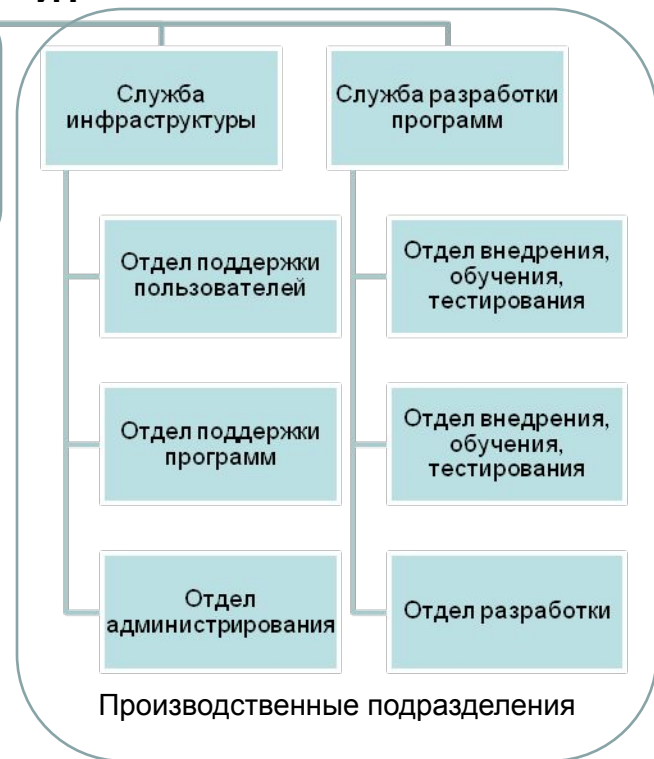 Служба
инфраструктуры
Служба разработки
программ
Отдел поддержки
пользователей
Отдел внедрения,
обучения,
тестирования
Отдел поддержки
программ
Отдел внедрения,
обучения,
тестирования
Отдел
администрирования
Отдел разработки
Производственные подразделения